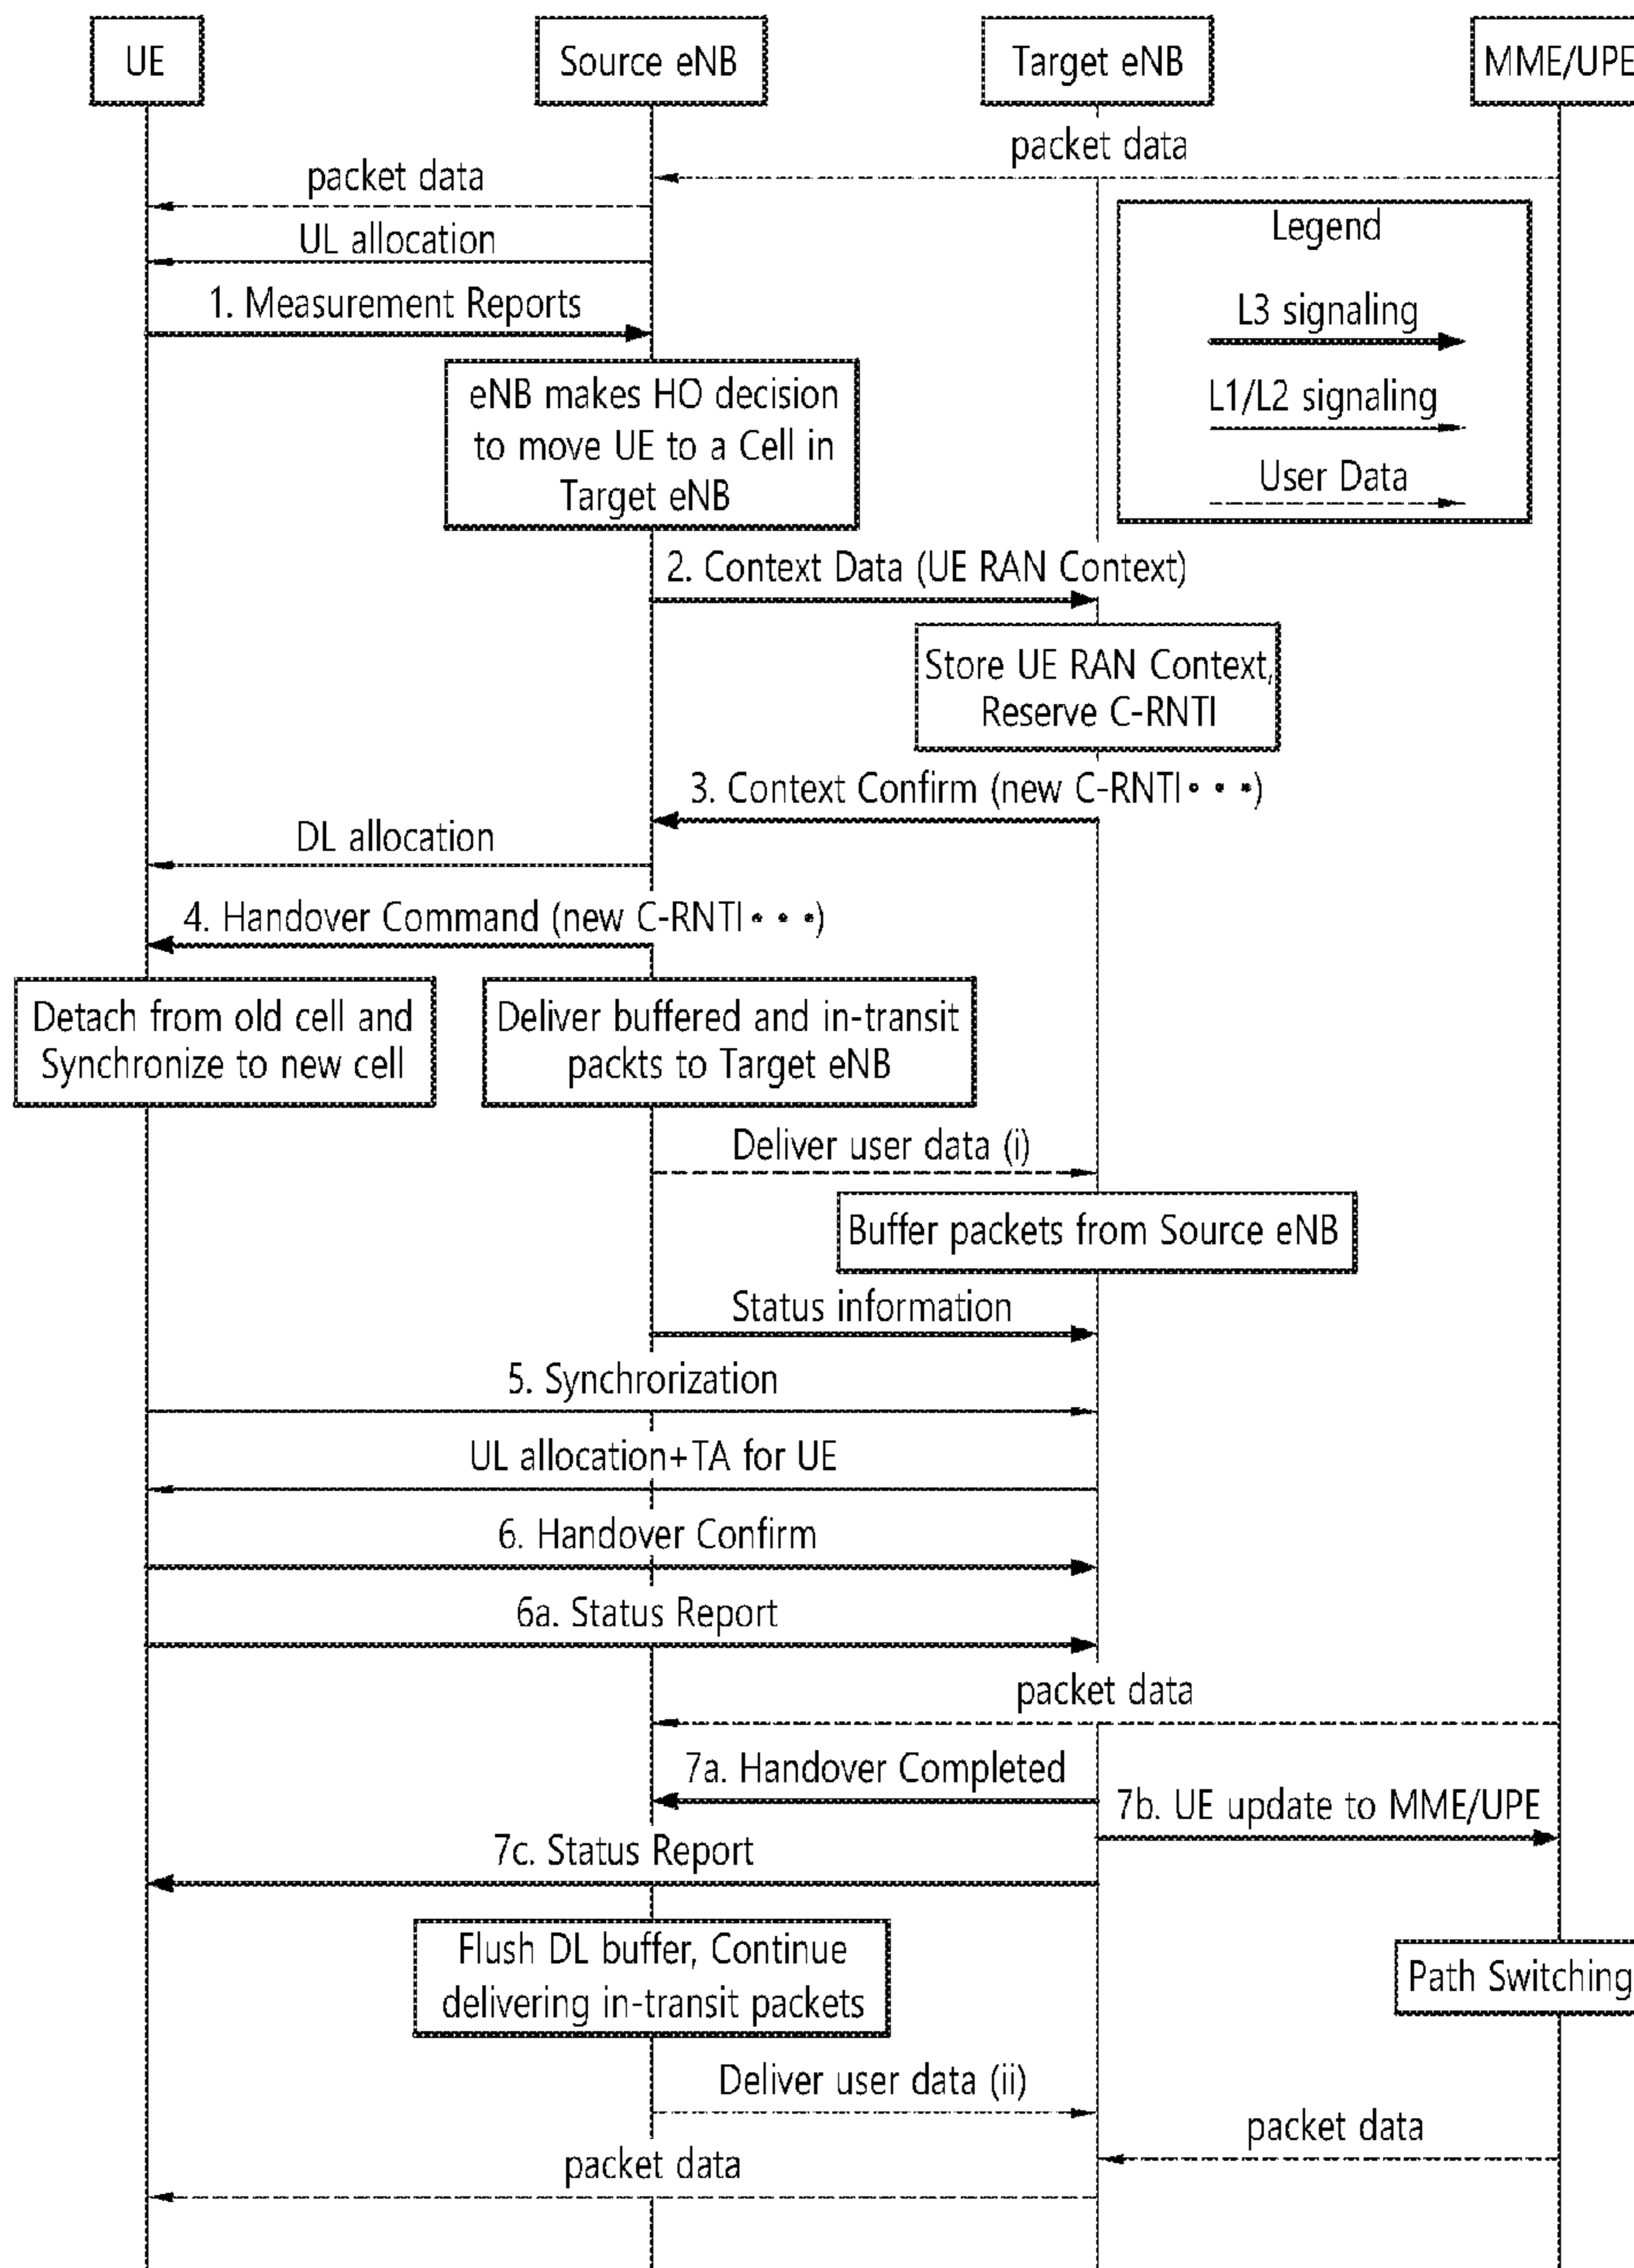 UE
Source eNB
Target eNB
MME/UPE
packet data
packet data
UL allocation
Legend
L3 signaling
L1/L2 signaling
User Data
1. Measurement Reports
eNB makes HO decision
to move UE to a Cell in
Target eNB
2. Context Data (UE RAN Context)
Store UE RAN Context,
Reserve C-RNTI
3. Context Confirm (new C-RNTI•••)
DL allocation
4. Handover Command (new C-RNTI•••)
Detach from old cell and
Synchronize to new cell
Deliver buffered and in-transit
packts to Target eNB
Deliver user data (i)
Buffer packets from Source eNB
Status information
5. Synchrorization
UL allocation+TA for UE
6. Handover Confirm
6a. Status Report
packet data
7a. Handover Completed
7b. UE update to MME/UPE
7c. Status Report
Flush DL buffer, Continue
delivering in-transit packets
Path Switching
Deliver user data (ii)
packet data
packet data